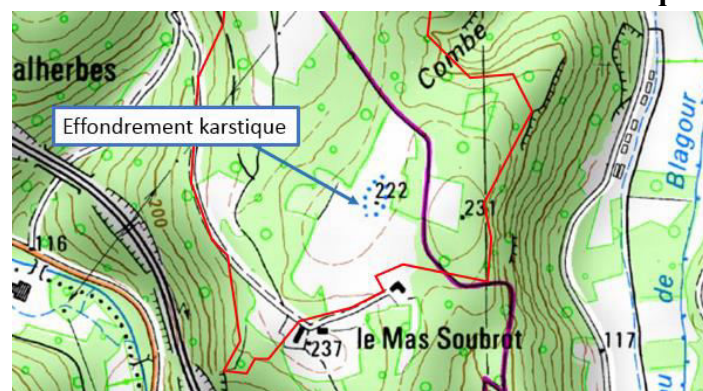 alherbes
Combe
Effondrement karstique
222
231
200
116
le Mas Soubrot
237
117
Blagour
de